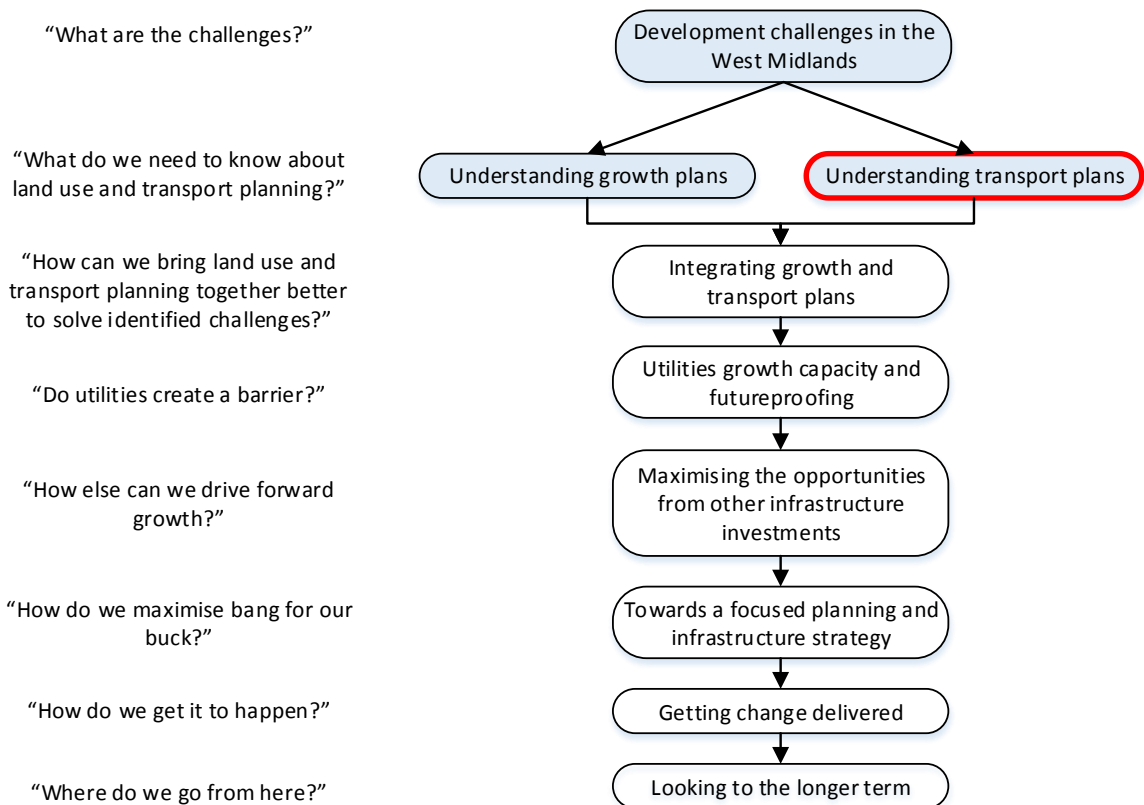 “What are the challenges?”
Development challenges in the
West Midlands
“What do we need to know about
land use and transport planning?”
Understanding growth plans
Understanding transport plans
“How can we bring land use and
transport planning together better
to solve identified challenges?”
Integrating growth and
transport plans
“Do utilities create a barrier?”
Utilities growth capacity and
futureproofing
“How else can we drive forward
growth?”
Maximising the opportunities
from other infrastructure
investments
“How do we maximise bang for our
buck?”
Towards a focused planning and
infrastructure strategy
“How do we get it to happen?”
Getting change delivered
“Where do we go from here?”
Looking to the longer term